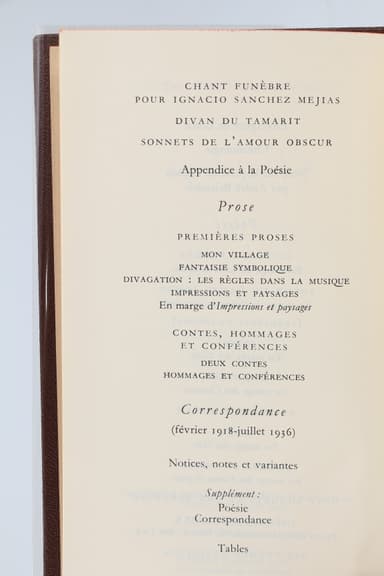 CHANT FUNÈBRE
POUR IGNACIO SANCHEZ MEJIAS
DIVAN DU TAMARIT
SONNETS DE L'AMOUR OBSCUR
Appendice à la Poésie
Prose
PREMIÈRES PROSES
MON VILLAGE
FANTAISIE SYMBOLIQUE
DIVAGATION : LES RÈGLES DANS LA MUSIQUE
IMPRESSIONS ET PAYSAGES
En marge d'Impressions et paysages
CONTES, HOMMAGES
ET CONFÉRENCES
DEUX CONTES
HOMMAGES ET CONFÉRENCES
Correspondance
(février 1918-juillet 1936)
Notices, notes et variantes
Supplément :
Poésie
Correspondance
Tables